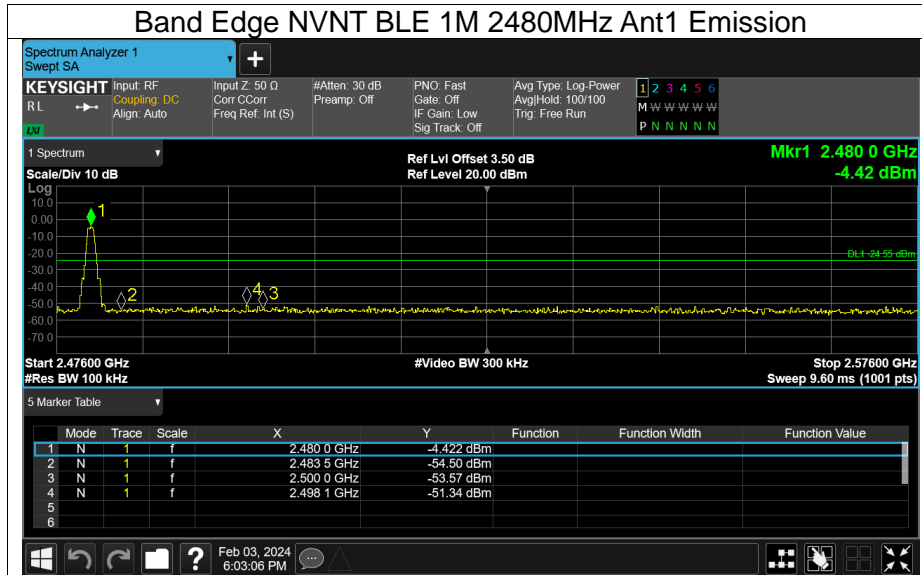 Band Edge NVNT BLE 1M 2480MHz Ant1 Emission
Spectrum Analyzer 1
Swept SA
+
KEYSIGHT Input: RF Input Z: 50 Ω #Atten: 30 dB PNO: Fast Avg Type: Log-Power 1 2 3 4 5 6
R L Coupling: DC Corr CCorr Preamp: Off Gate: Off Avg|Hold: 100/100 M W W W W W W
Align: Auto Freq Ref: Int (S) IF Gain: Low Trig: Free Run
LXI Sig Track: Off P N N N N N
1 Spectrum Ref Lvl Offset 3.50 dB Mkr1 2.480 0 GHz
Scale/Div 10 dB Ref Level 20.00 dBm -4.42 dBm
Log
10.0
1
0.00
-10.0
-20.0
DL1 -24.55 dBm
-30.0
-40.0
2 4 3
-50.0
-60.0
-70.0
Start 2.47600 GHz #Video BW 300 kHz Stop 2.57600 GHz
#Res BW 100 kHz Sweep 9.60 ms (1001 pts)
5 Marker Table
Mode Trace Scale X Y Function Function Width Function Value
1 N 1 f 2.480 0 GHz -4.422 dBm
2 N 1 f 2.483 5 GHz -54.50 dBm
3 N 1 f 2.500 0 GHz -53.57 dBm
4 N 1 f 2.498 1 GHz -51.34 dBm
5
6
? Feb 03, 2024
6:03:06 PM